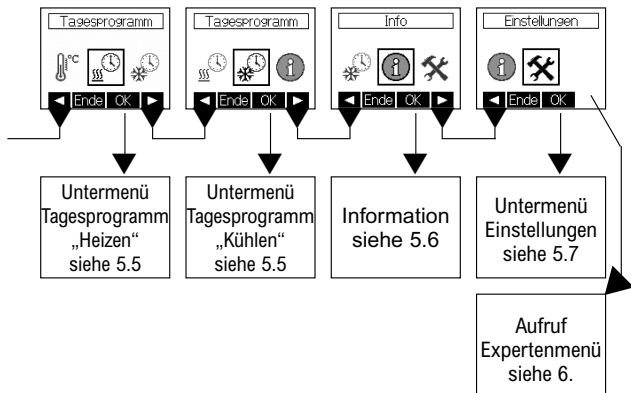 Tagesprogramm
°C
Ende OK
Tagesprogramm
Ende OK
Info
Ende OK
Einstellungen
Ende OK
Untermenü
Tagesprogramm
„Heizen“
siehe 5.5
Untermenü
Tagesprogramm
„Kühlen“
siehe 5.5
Information
siehe 5.6
Untermenü
Einstellungen
siehe 5.7
Aufruf
Expertenmenü
siehe 6.